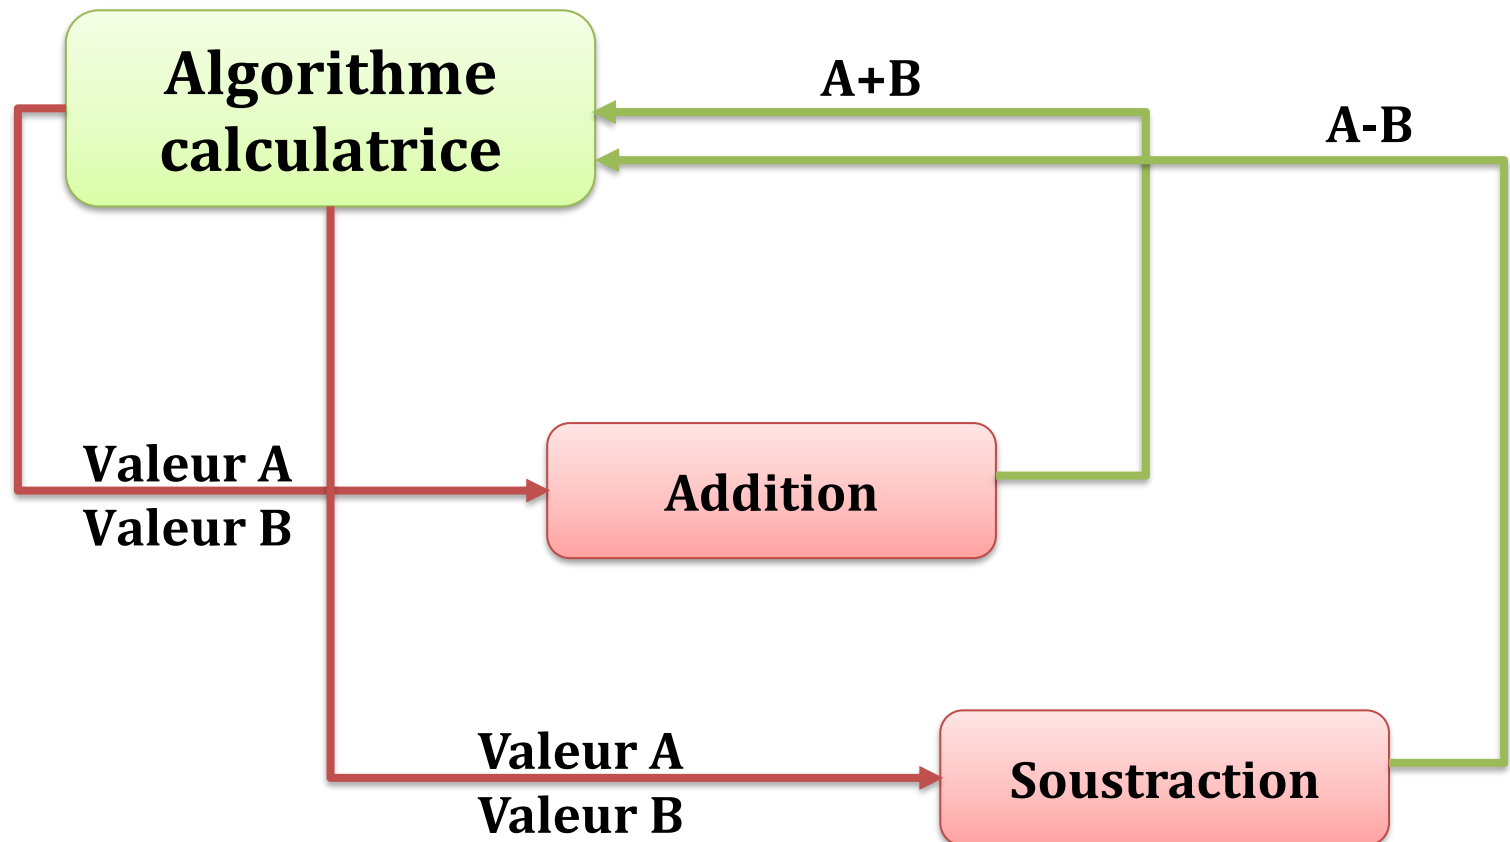 Algorithme
calculatrice
A+B
A-B
Valeur A
Valeur B
Addition
Valeur A
Valeur B
Soustraction